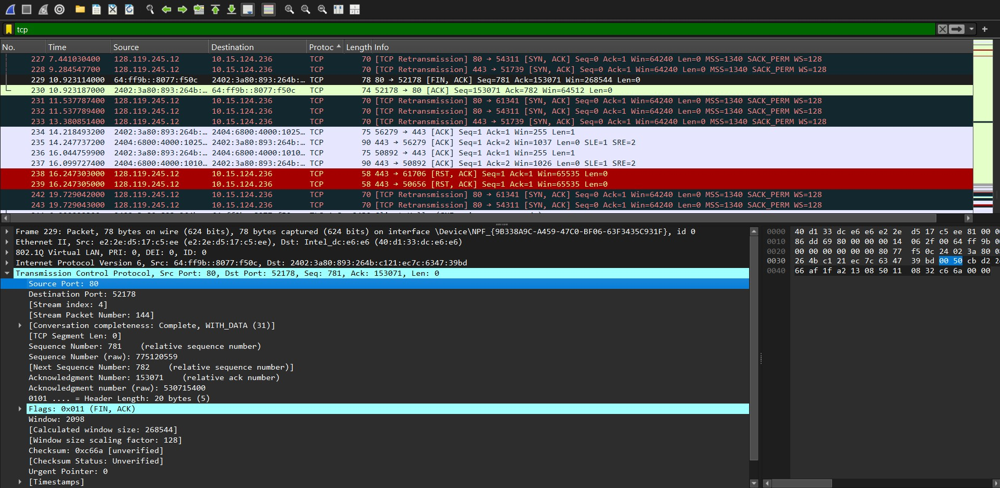 tcp
No. Time Source Destination Protoc Length Info
227 7.441030400 128.119.245.12 10.15.124.236 TCP 70 [TCP Retransmission] 80 → 54311 [SYN, ACK] Seq=0 Ack=1 Win=64240 Len=0 MSS=1340 SACK_PERM WS=128
228 9.284547700 128.119.245.12 10.15.124.236 TCP 70 [TCP Retransmission] 443 → 51739 [SYN, ACK] Seq=0 Ack=1 Win=64240 Len=0 MSS=1340 SACK_PERM WS=128
229 10.923114000 64:ff9b::8077:f50c 2402:3a80:893:264b:… TCP 78 80 → 52178 [FIN, ACK] Seq=781 Ack=153071 Win=268544 Len=0
230 10.923187000 2402:3a80:893:264b:… 64:ff9b::8077:f50c TCP 74 52178 → 80 [ACK] Seq=153071 Ack=782 Win=64512 Len=0
231 11.537787400 128.119.245.12 10.15.124.236 TCP 70 [TCP Retransmission] 80 → 61341 [SYN, ACK] Seq=0 Ack=1 Win=64240 Len=0 MSS=1340 SACK_PERM WS=128
232 11.537789400 128.119.245.12 10.15.124.236 TCP 70 [TCP Retransmission] 80 → 54311 [SYN, ACK] Seq=0 Ack=1 Win=64240 Len=0 MSS=1340 SACK_PERM WS=128
233 13.380851400 128.119.245.12 10.15.124.236 TCP 70 [TCP Retransmission] 443 → 51739 [SYN, ACK] Seq=0 Ack=1 Win=64240 Len=0 MSS=1340 SACK_PERM WS=128
234 14.218493200 2402:3a80:893:264b:… 2404:6800:4000:1025… TCP 75 56279 → 443 [ACK] Seq=1 Ack=1 Win=255 Len=1
235 14.247737200 2404:6800:4000:1025… 2402:3a80:893:264b:… TCP 90 443 → 56279 [ACK] Seq=1 Ack=2 Win=1037 Len=0 SLE=1 SRE=2
236 16.044759900 2402:3a80:893:264b:… 2404:6800:4000:1010… TCP 75 50892 → 443 [ACK] Seq=1 Ack=1 Win=255 Len=1
237 16.099727400 2404:6800:4000:1010… 2402:3a80:893:264b:… TCP 90 443 → 50892 [ACK] Seq=1 Ack=2 Win=1026 Len=0 SLE=1 SRE=2
238 16.247303000 128.119.245.12 10.15.124.236 TCP 58 443 → 61706 [RST, ACK] Seq=1 Ack=1 Win=65535 Len=0
239 16.247305000 128.119.245.12 10.15.124.236 TCP 58 443 → 50656 [RST, ACK] Seq=1 Ack=1 Win=65535 Len=0
242 19.729042000 128.119.245.12 10.15.124.236 TCP 70 [TCP Retransmission] 80 → 61341 [SYN, ACK] Seq=0 Ack=1 Win=64240 Len=0 MSS=1340 SACK_PERM WS=128
243 19.729043000 128.119.245.12 10.15.124.236 TCP 70 [TCP Retransmission] 80 → 54311 [SYN, ACK] Seq=0 Ack=1 Win=64240 Len=0 MSS=1340 SACK_PERM WS=128
Frame 229: Packet, 78 bytes on wire (624 bits), 78 bytes captured (624 bits) on interface \Device\NPF_{9B338A9C-A459-47C0-BF06-63F3435C931F}, id 0
Ethernet II, Src: e2:2e:d5:17:c5:ee (e2:2e:d5:17:c5:ee), Dst: Intel_dc:e6:e6 (40:d1:33:dc:e6:e6)
802.1Q Virtual LAN, PRI: 0, DEI: 0, ID: 0
Internet Protocol Version 6, Src: 64:ff9b::8077:f50c, Dst: 2402:3a80:893:264b:c121:ec7c:6347:39bd
Transmission Control Protocol, Src Port: 80, Dst Port: 52178, Seq: 781, Ack: 153071, Len: 0
Source Port: 80
Destination Port: 52178
[Stream index: 4]
[Stream Packet Number: 144]
[Conversation completeness: Complete, WITH_DATA (31)]
[TCP Segment Len: 0]
Sequence Number: 781 (relative sequence number)
Sequence Number (raw): 775120559
[Next Sequence Number: 782 (relative sequence number)]
Acknowledgment Number: 153071 (relative ack number)
Acknowledgment number (raw): 530715400
0101 .... = Header Length: 20 bytes (5)
Flags: 0x011 (FIN, ACK)
Window: 2098
[Calculated window size: 268544]
[Window size scaling factor: 128]
Checksum: 0xc66a [unverified]
[Checksum Status: Unverified]
Urgent Pointer: 0
[Timestamps]
0000 40 d1 33 dc e6 e6 e2 2e d5 17 c5 ee 81 00
0010 86 dd 69 80 00 00 00 14 06 2f 00 64 ff 9b
0020 00 00 00 00 00 00 80 77 f5 0c 24 02 3a 80
0030 26 4b c1 21 ec 7c 63 47 39 bd 00 50 cb d2
0040 66 af 1f a2 13 08 50 11 08 32 c6 6a 00 00